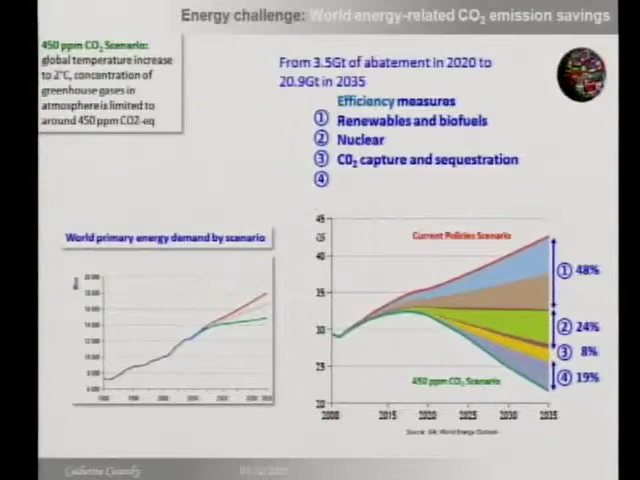 Energy challenge: World energy-related CO₂ emission savings
450 ppm CO₂ Scenario:
global temperature increase
to 2°C, concentration of
greenhouse gases in
atmosphere is limited to
around 450 ppm CO2-eq
From 3.5Gt of abatement in 2020 to
20.9Gt in 2035
Efficiency measures
① Renewables and biofuels
② Nuclear
③ CO₂ capture and sequestration
④
World primary energy demand by scenario
45
Gt
40
35
30
25
20
Current Policies Scenario
450 ppm CO₂ Scenario
① 48%
② 24%
③ 8%
④ 19%
2008 2015 2020 2025 2030 2035
Source: IEA, World Energy Outlook